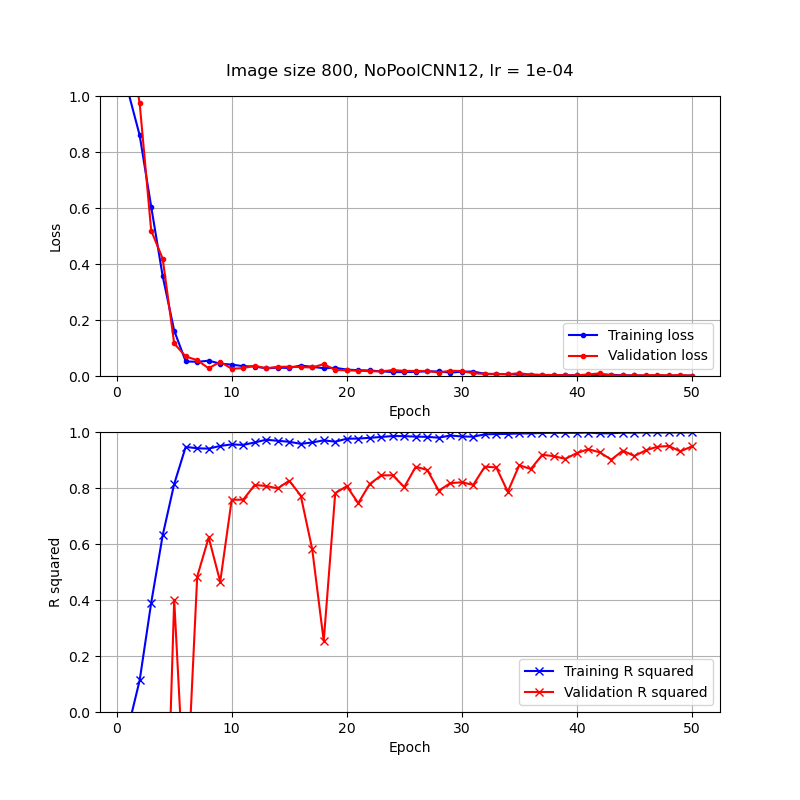 Image size 800, NoPoolCNN12, lr = 1e-04
1.0
0.8
0.6
0.4
0.2
0.0
Loss
Training loss
Validation loss
0 10 20 30 40 50
Epoch
1.0
0.8
0.6
0.4
0.2
0.0
R squared
Training R squared
Validation R squared
0 10 20 30 40 50
Epoch